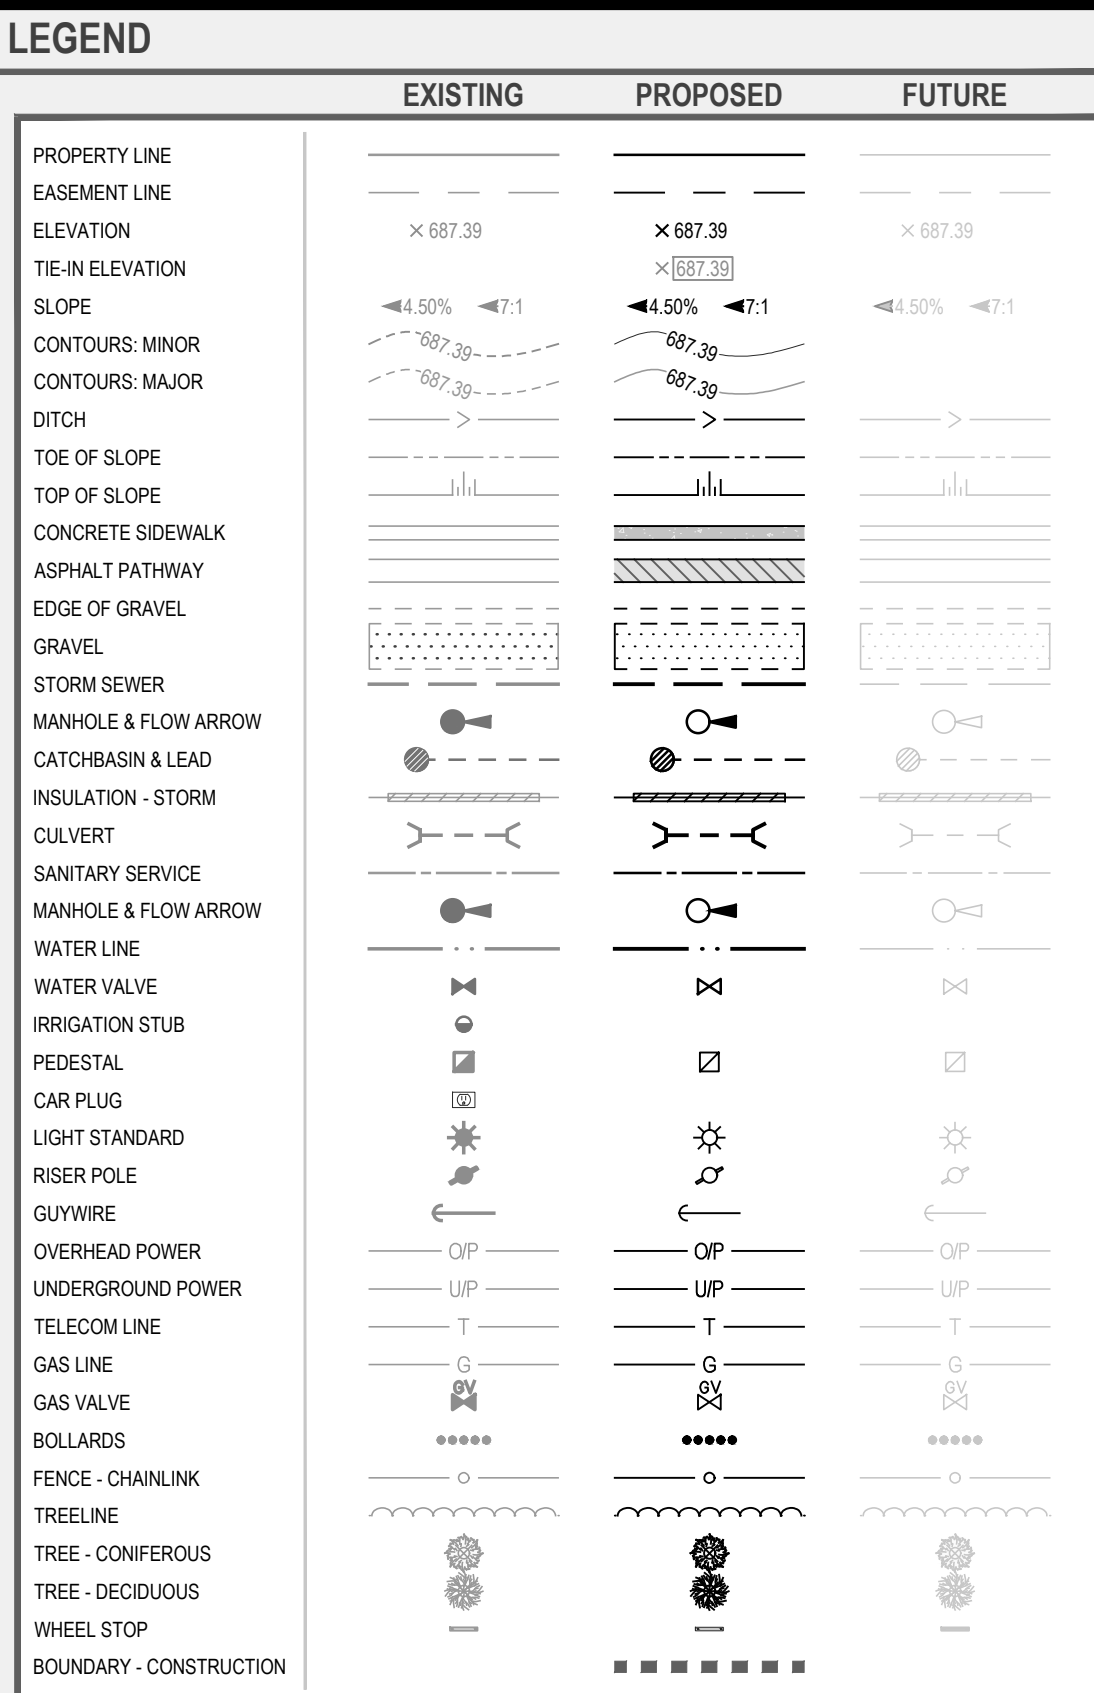 LEGEND
EXISTING PROPOSED FUTURE
PROPERTY LINE
EASEMENT LINE
ELEVATION 687.39 687.39 687.39
TIE-IN ELEVATION 687.39
SLOPE 4.50% 7:1 4.50% 7:1 4.50% 7:1
CONTOURS: MINOR 687.39 687.39
CONTOURS: MAJOR 687.39 687.39
DITCH
TOE OF SLOPE
TOP OF SLOPE
CONCRETE SIDEWALK
ASPHALT PATHWAY
EDGE OF GRAVEL
GRAVEL
STORM SEWER
MANHOLE & FLOW ARROW
CATCHBASIN & LEAD
INSULATION - STORM
CULVERT
SANITARY SERVICE
MANHOLE & FLOW ARROW
WATER LINE
WATER VALVE
IRRIGATION STUB
PEDESTAL
CAR PLUG
LIGHT STANDARD
RISER POLE
GUYWIRE
OVERHEAD POWER O/P O/P O/P
UNDERGROUND POWER U/P U/P U/P
TELECOM LINE T T T
GAS LINE G G G
GAS VALVE GV GV GV
BOLLARDS
FENCE - CHAINLINK
TREELINE
TREE - CONIFEROUS
TREE - DECIDUOUS
WHEEL STOP
BOUNDARY - CONSTRUCTION